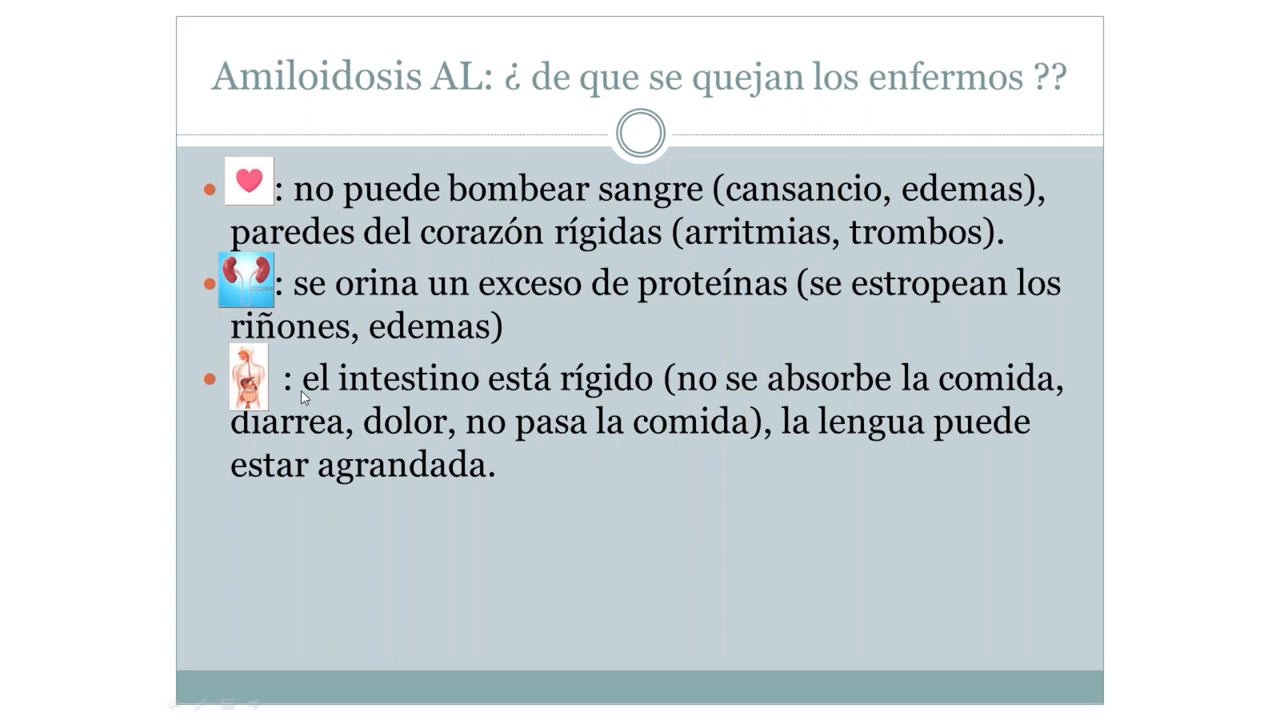 Amiloidosis AL: ¿ de que se quejan los enfermos ??
: no puede bombear sangre (cansancio, edemas),
paredes del corazón rígidas (arritmias, trombos).
: se orina un exceso de proteínas (se estropean los
riñones, edemas)
: el intestino está rígido (no se absorbe la comida,
diarrea, dolor, no pasa la comida), la lengua puede
estar agrandada.